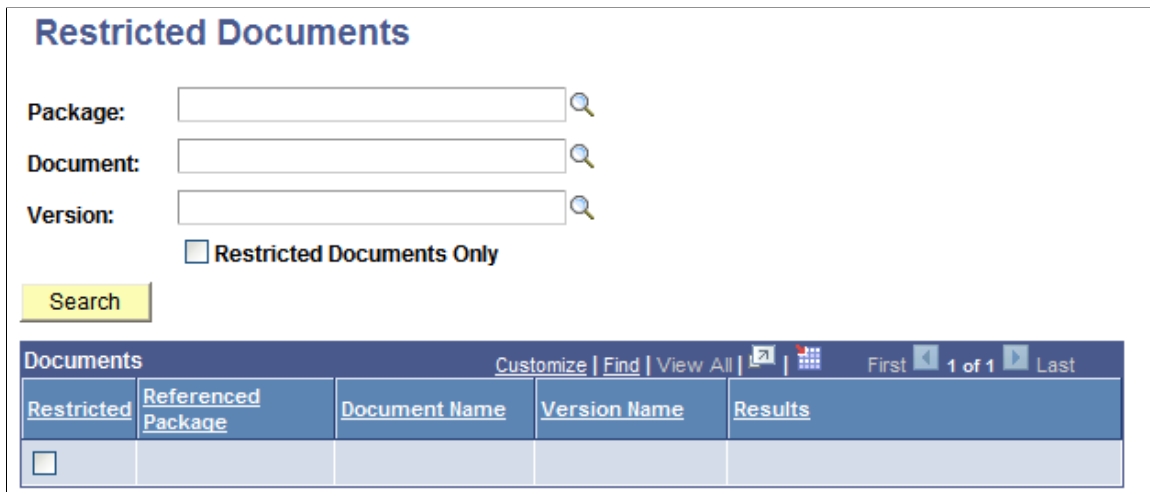 Restricted Documents
Package:
Document:
Version:
Restricted Documents Only
Search
Documents Customize | Find | View All | | First 1 of 1 Last
Restricted Referenced Package Document Name Version Name Results